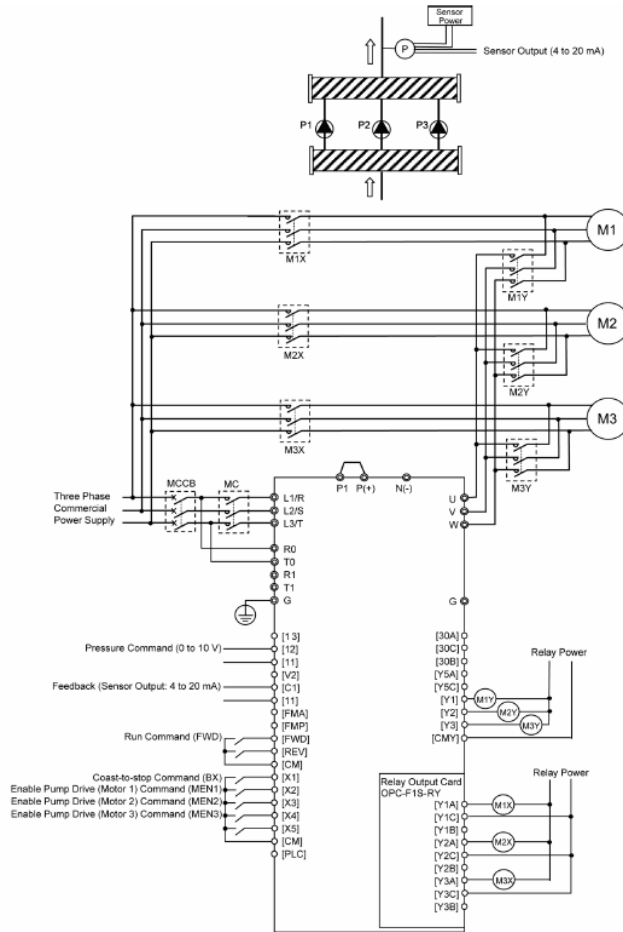 Sensor
Power
P
Sensor Output (4 to 20 mA)
P1
P2
P3
M1X
M1
M1Y
M2X
M2
M2Y
M3X
M3
M3Y
MCCB
MC
P1
P(+)
N(-)
Three Phase
Commercial
Power Supply
L1/R
L2/S
L3/T
U
V
W
R0
T0
R1
T1
G
G
[13]
Pressure Command (0 to 10 V)
[12]
[11]
[V2]
Feedback (Sensor Output: 4 to 20 mA)
[C1]
[11]
[FMA]
[FMP]
Run Command (FWD)
[FWD]
[REV]
[CM]
Coast-to-stop Command (BX)
[X1]
Enable Pump Drive (Motor 1) Command (MEN1)
[X2]
Enable Pump Drive (Motor 2) Command (MEN2)
[X3]
Enable Pump Drive (Motor 3) Command (MEN3)
[X4]
[X5]
[CM]
[PLC]
[30A]
[30C]
[30B]
[Y5A]
[Y5C]
[Y1]
[Y2]
[Y3]
[CMY]
Relay Power
M1Y
M2Y
M3Y
Relay Output Card
OPC-F1S-RY
Relay Power
[Y1A]
M1X
[Y1C]
[Y1B]
[Y2A]
M2X
[Y2C]
[Y2B]
[Y3A]
M3X
[Y3C]
[Y3B]